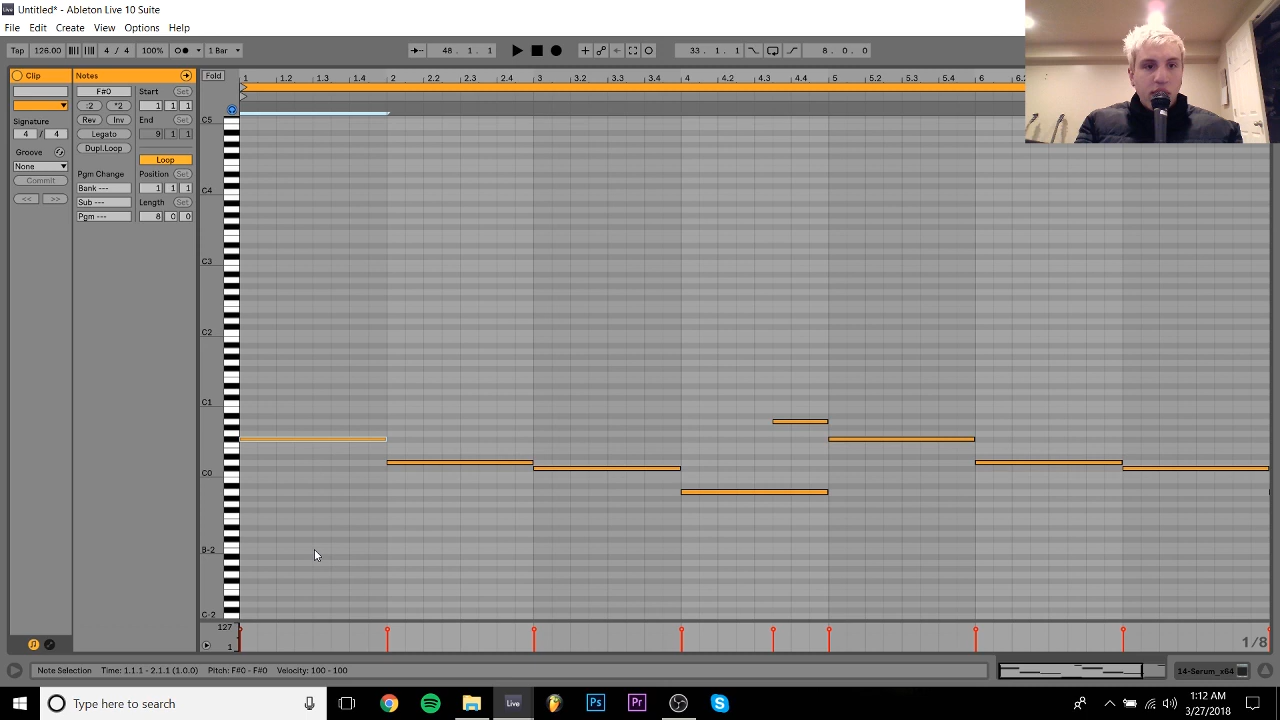 Untitled* - Ableton Live 10 Suite
File Edit Create View Options Help
Tap 126.00 4 / 4 100% 1 Bar 48. 1. 1 33. 1. 1 8. 0. 0
Clip Notes Fold 1 1.2 1.3 1.4 2 2.2 2.3 2.4 3 3.2 3.3 3.4 4 4.2 4.3 4.4 5 5.2 5.3 5.4 6
F#0 Start Set
:2 *2 1 1 1
Signature Rev Inv End Set
4 / 4 Legato 9 1 1
Groove Dupl.Loop
None Loop
Commit Pgm Change Position Set
<< >> Bank --- 1 1 1
Sub --- Length Set
Pgm --- 8 0 0
C5
C4
C3
C2
C1
C0
B-2
C-2
127
1
1/8
Note Selection Time: 1.1.1 - 2.1.1 (1.0.0) Pitch: F#0 - F#0 Velocity: 100 - 100 14-Serum_x64
Type here to search Live Ps Pr 1:12 AM
3/27/2018